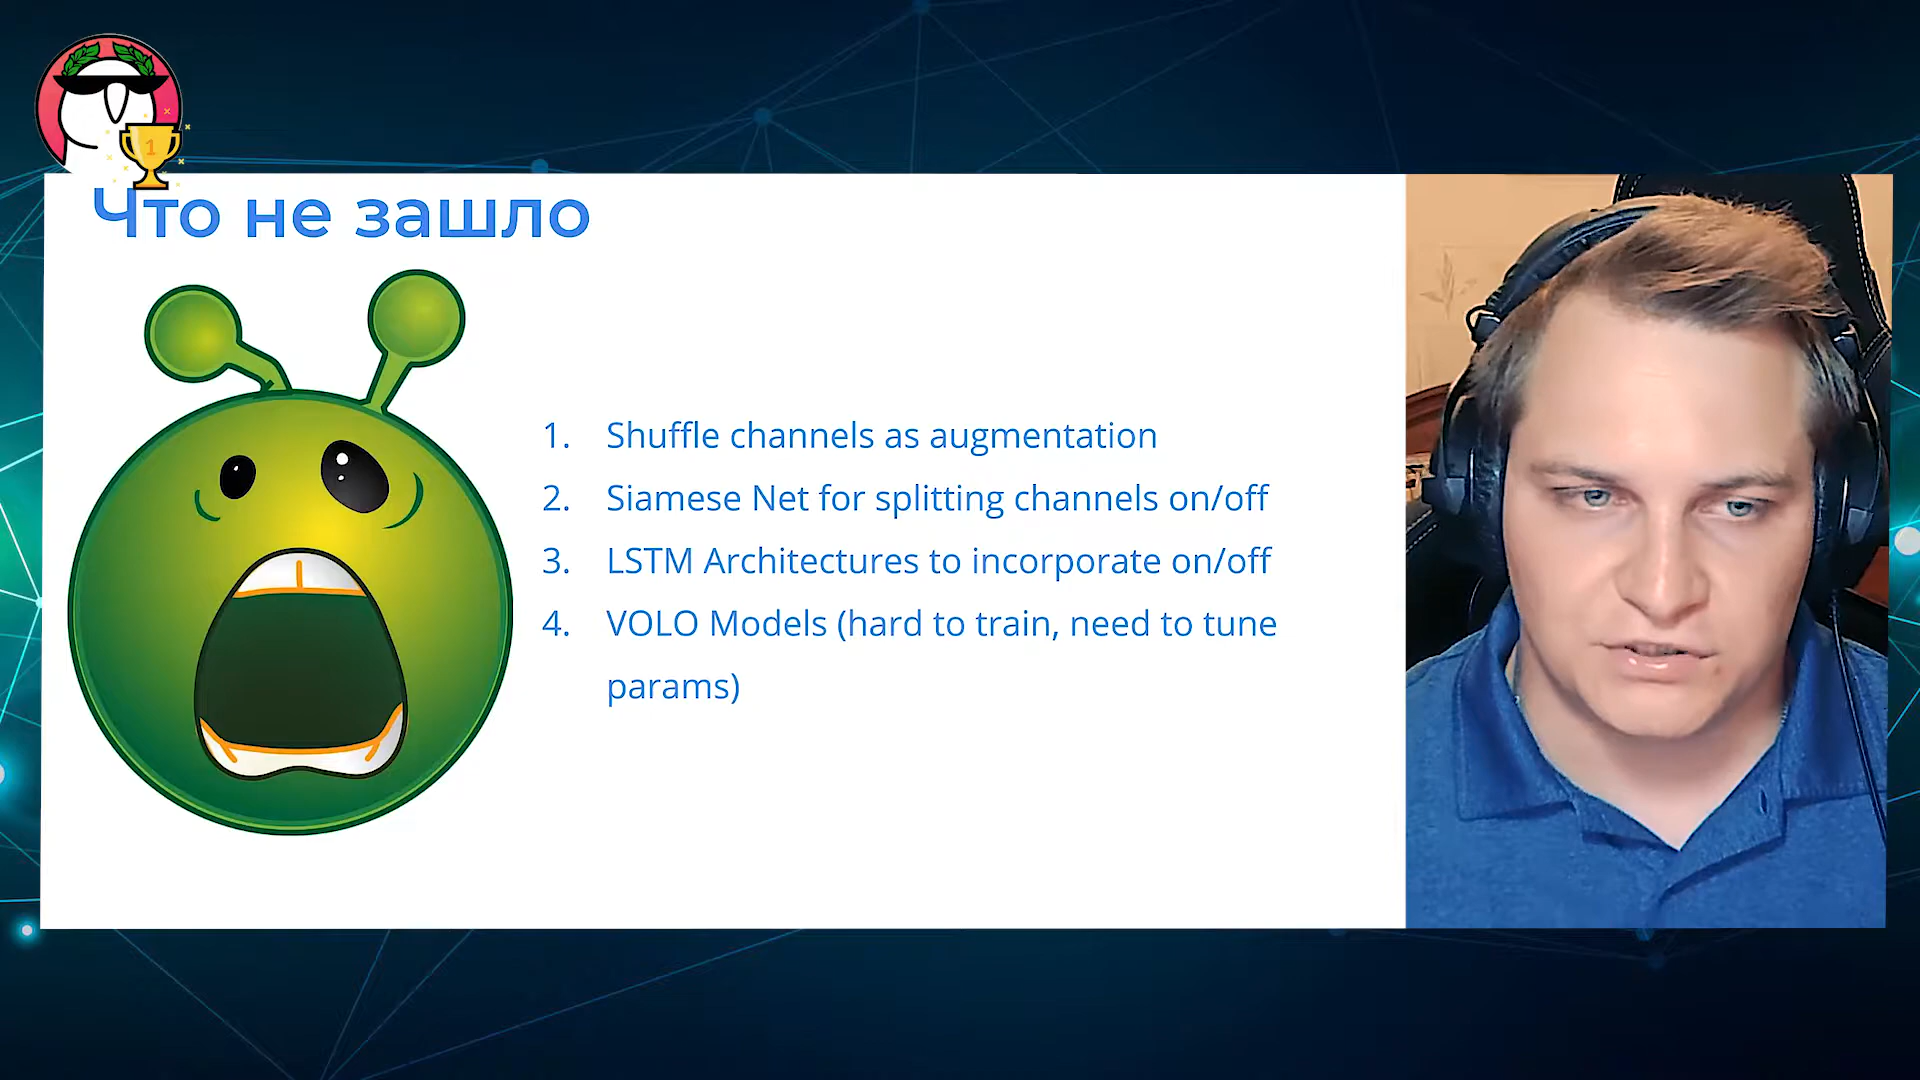 1
Что не зашло
1. Shuffle channels as augmentation
2. Siamese Net for splitting channels on/off
3. LSTM Architectures to incorporate on/off
4. VOLO Models (hard to train, need to tune
params)